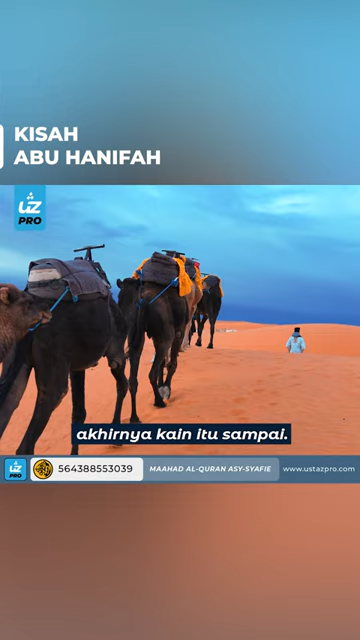 KISAH
ABU HANIFAH
UZ
PRO
akhirnya kain itu sampai.
UZ
PRO
564388553039
MAAHAD AL-QURAN ASY-SYAFIE
www.ustazpro.com